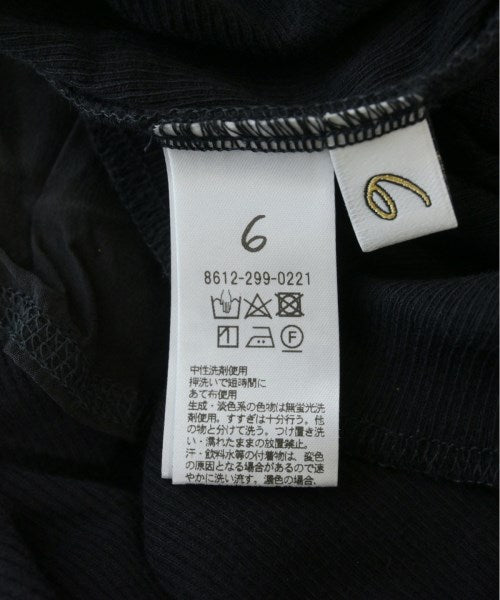 6
6
8612-299-0221
中性洗剤使用
押洗いで短時間に
あて布使用
生成・淡色系の色物は無蛍光洗
剤使用。すすぎは十分行う。他
の物と分けて洗う。つけ置き洗
い・濡れたままの放置禁止。
汗・飲料水等の付着物は、変色
の原因となる場合があるので速
やかに洗い流す。濃色の場合、